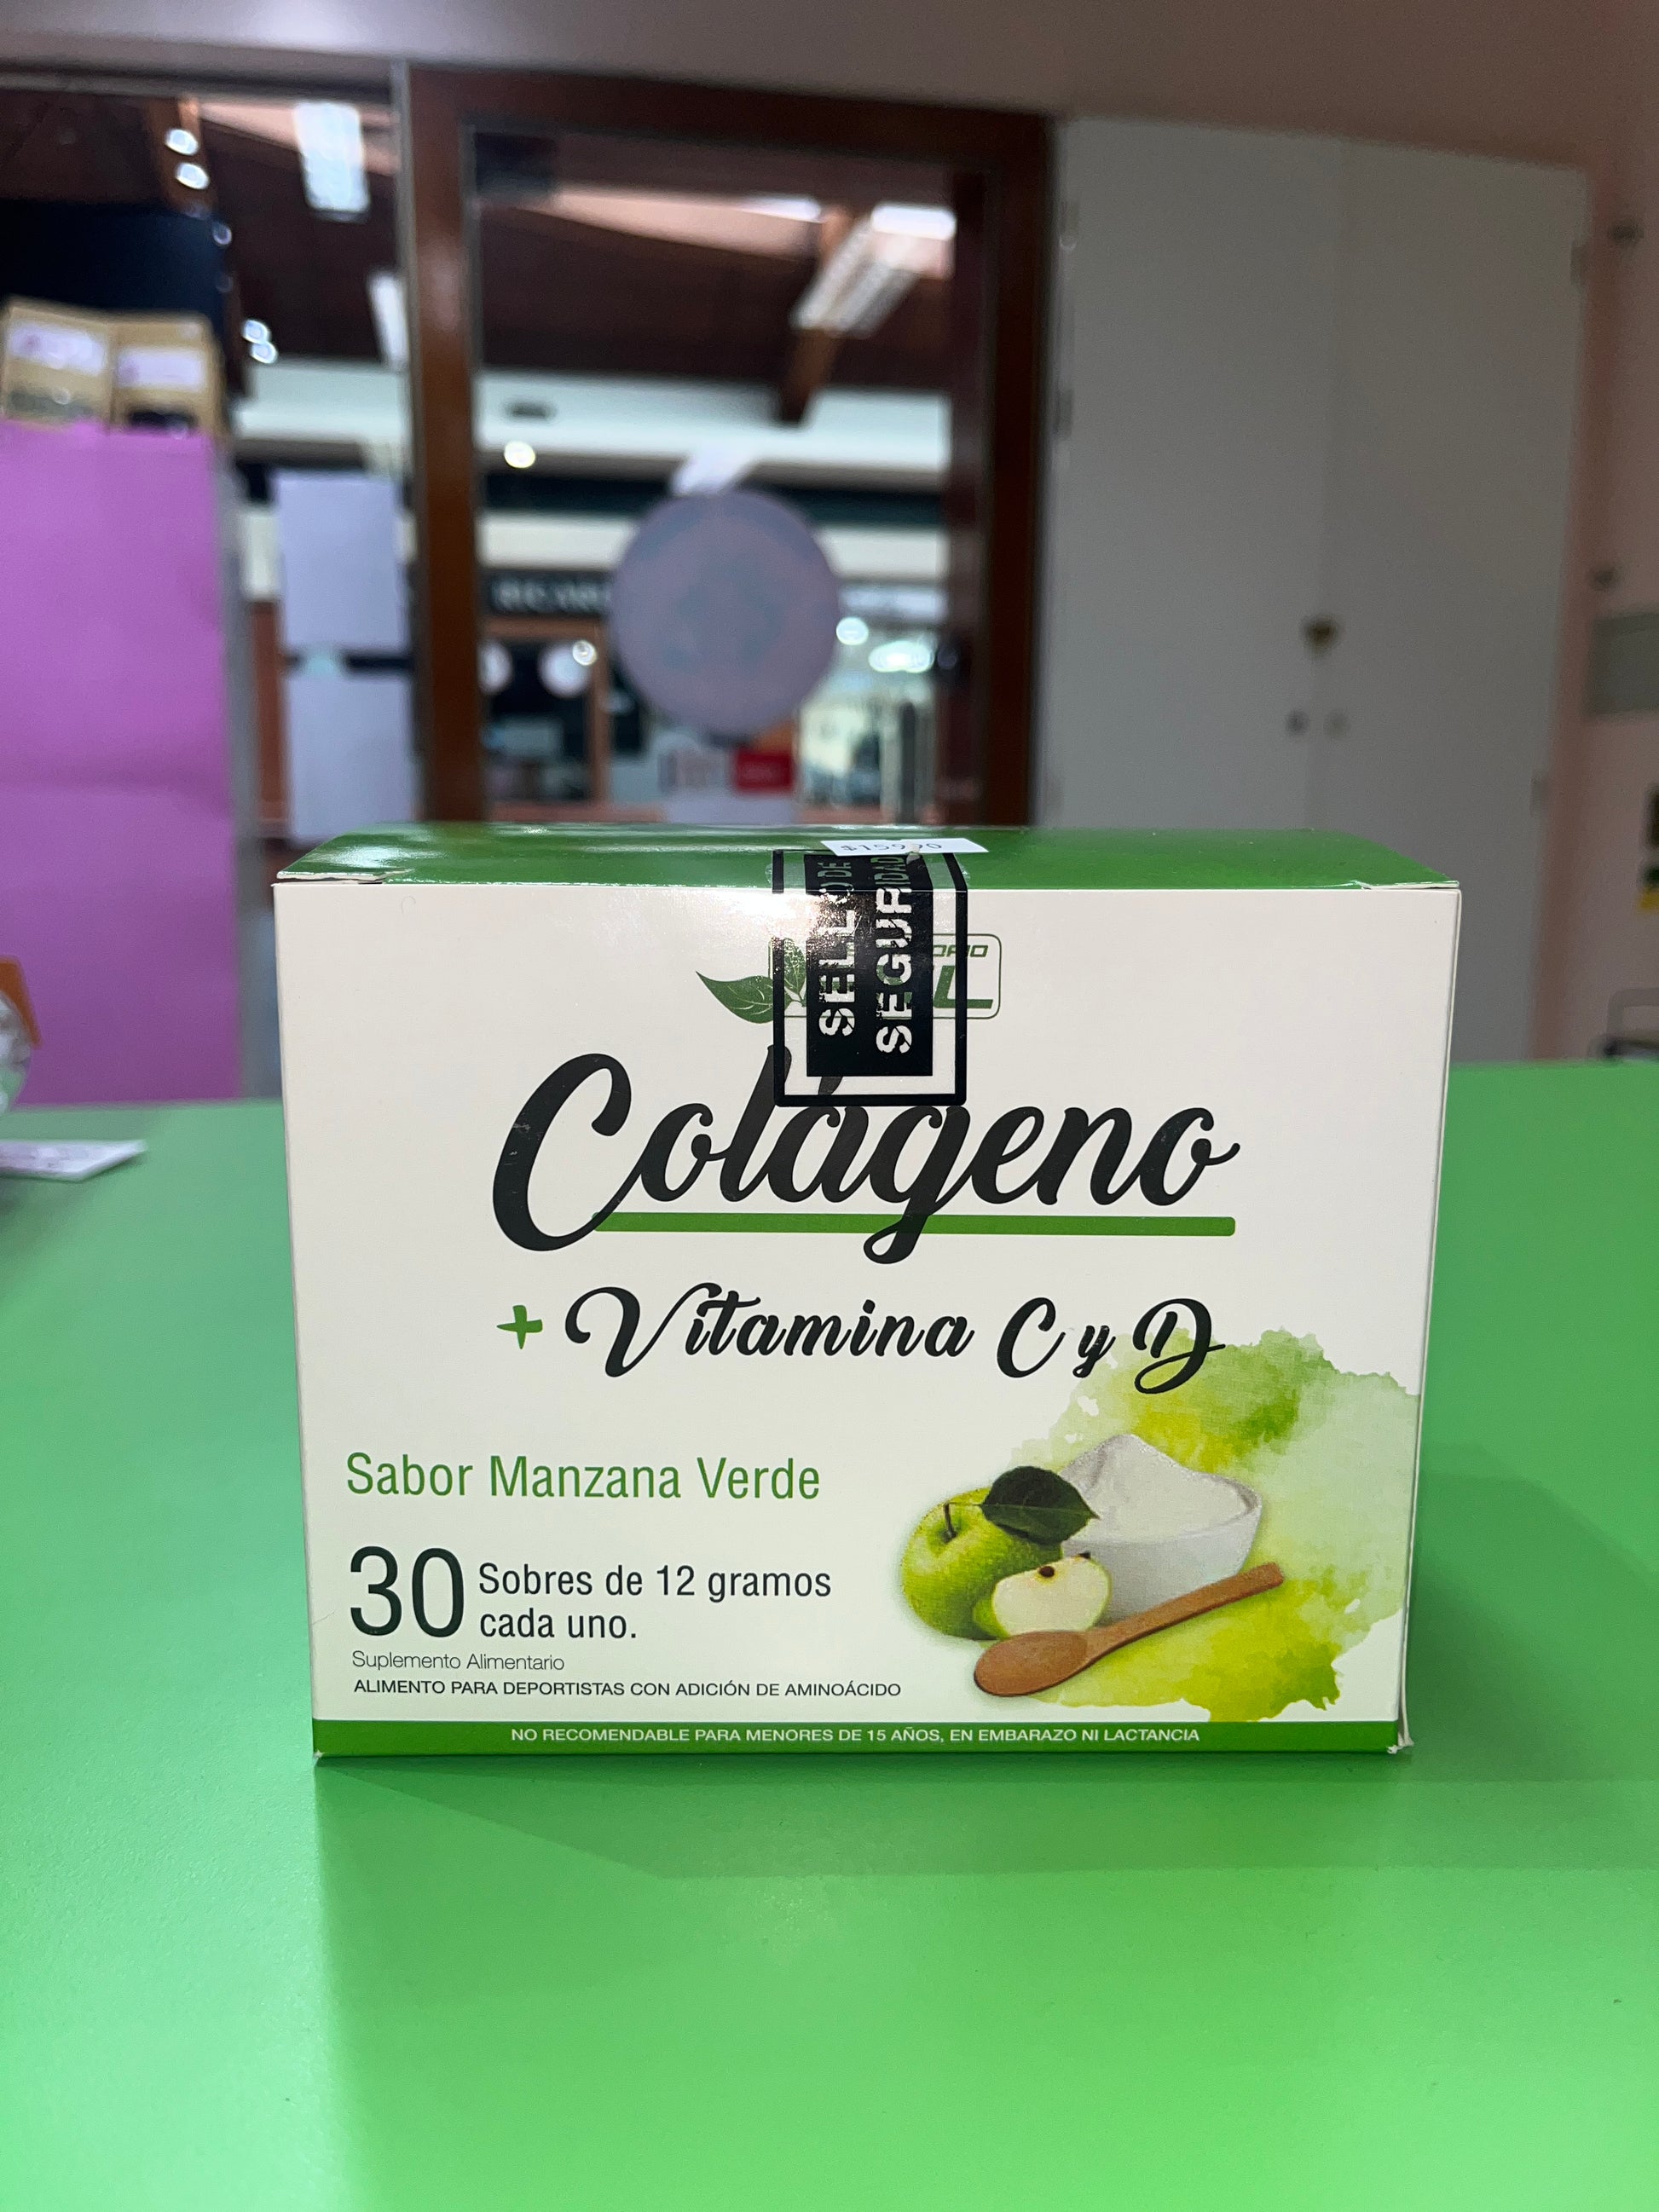 SELLO DE
SEGURIDAD
Colágeno
+ Vitamina C y D
Sabor Manzana Verde
30 Sobres de 12 gramos
cada uno.
Suplemento Alimentario
ALIMENTO PARA DEPORTISTAS CON ADICIÓN DE AMINOÁCIDO
NO RECOMENDABLE PARA MENORES DE 15 AÑOS, EN EMBARAZO NI LACTANCIA